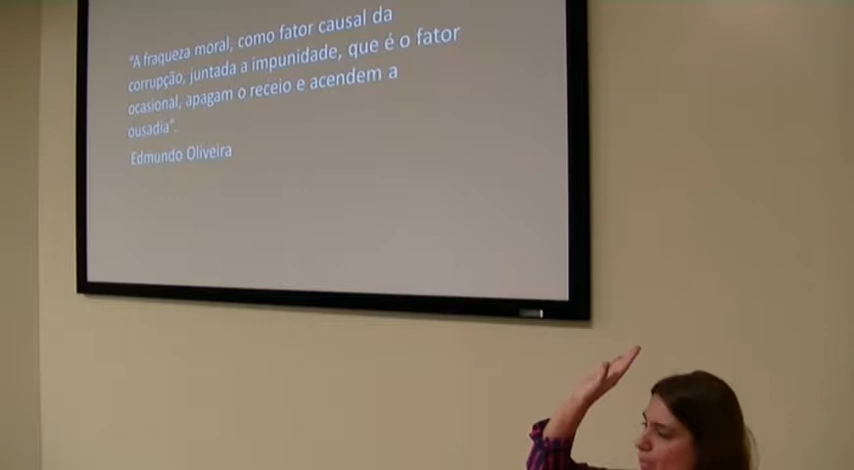 "A fraqueza moral, como fator causal da
corrupção, juntada a impunidade, que é o fator
ocasional, apagam o receio e acendem a
ousadia".
Edmundo Oliveira